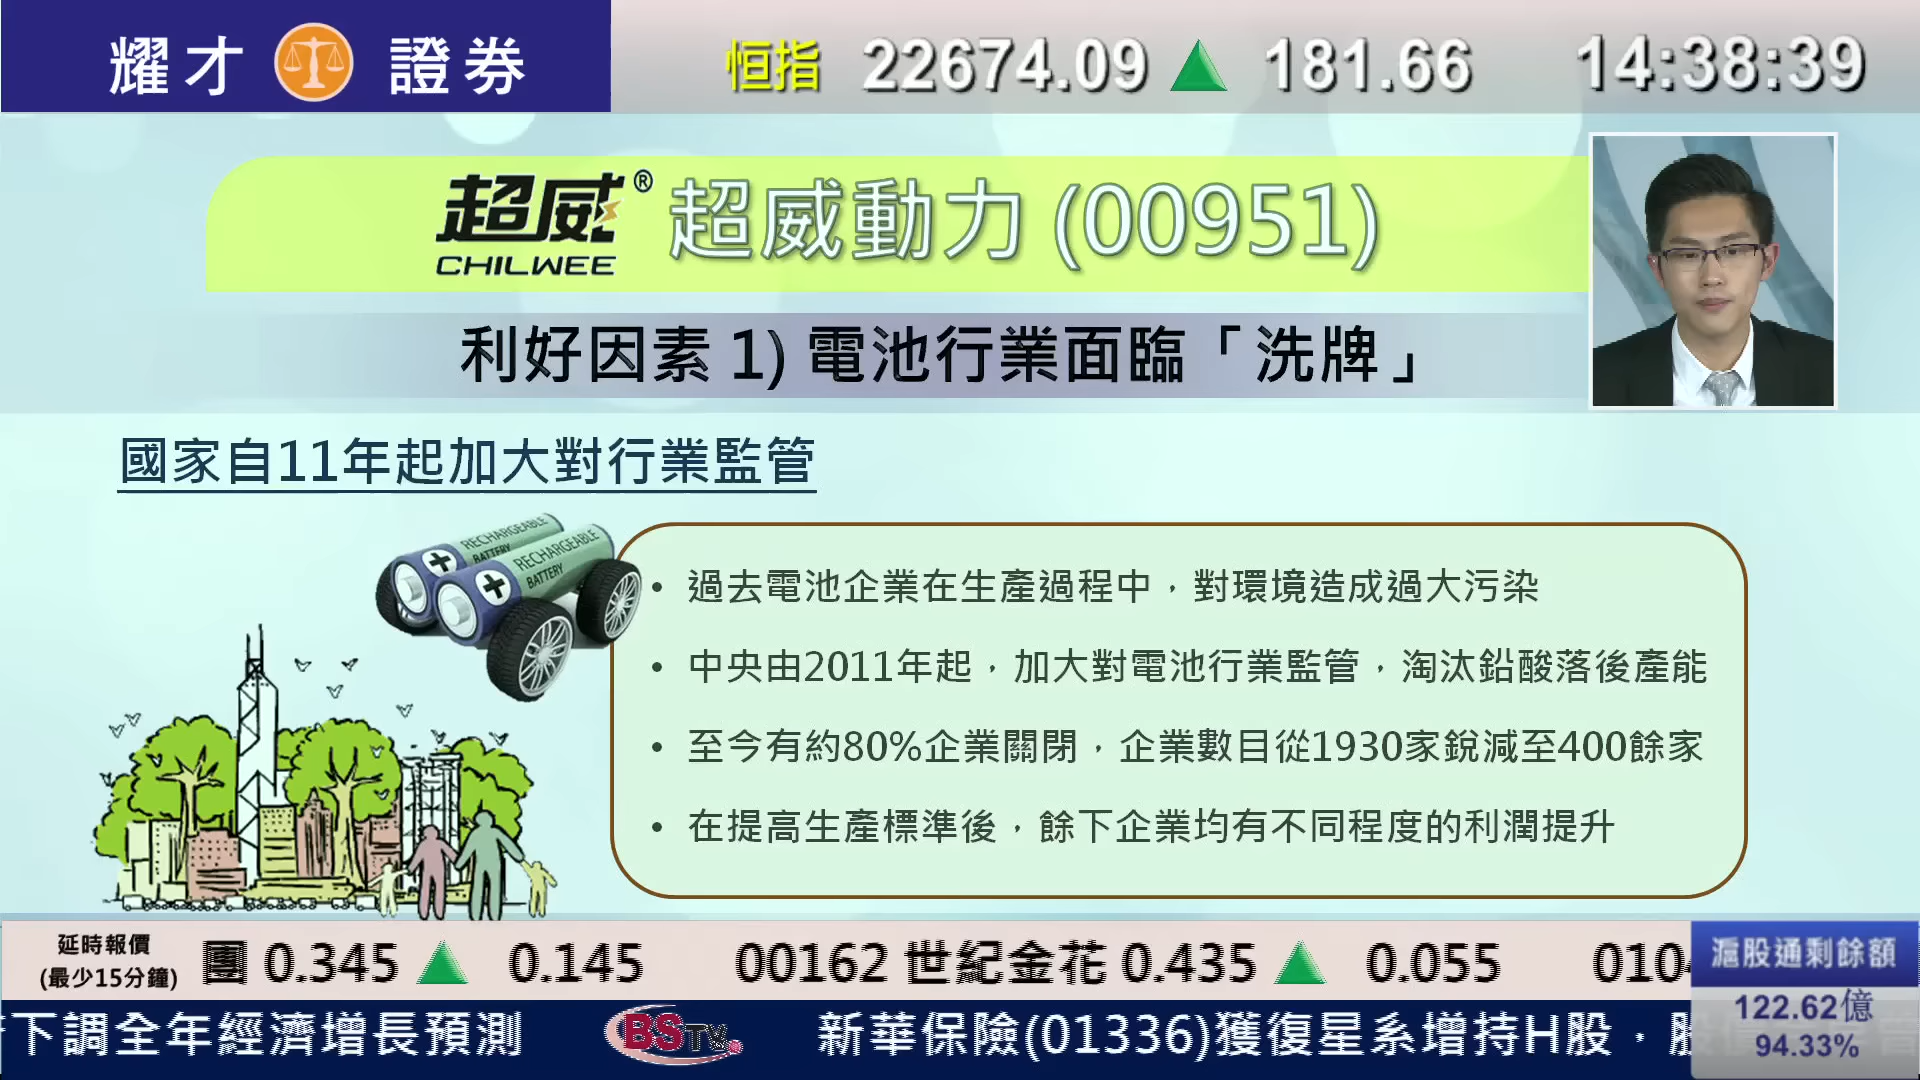 耀才 證券
恒指 22674.09 181.66 14:38:39
超威® CHILWEE
超威動力 (00951)
利好因素 1) 電池行業面臨「洗牌」
國家自11年起加大對行業監管
RECHARGEABLE BATTERY
RECHARGEABLE BATTERY
• 過去電池企業在生產過程中，對環境造成過大污染
• 中央由2011年起，加大對電池行業監管，淘汰鉛酸落後產能
• 至今有約80%企業關閉，企業數目從1930家銳減至400餘家
• 在提高生產標準後，餘下企業均有不同程度的利潤提升
延時報價
(最少15分鐘)
團 0.345 0.145 00162 世紀金花 0.435 0.055 010
滬股通剩餘額
122.62億
94.33%
下調全年經濟增長預測 BSTV 新華保險(01336)獲復星系增持H股，股